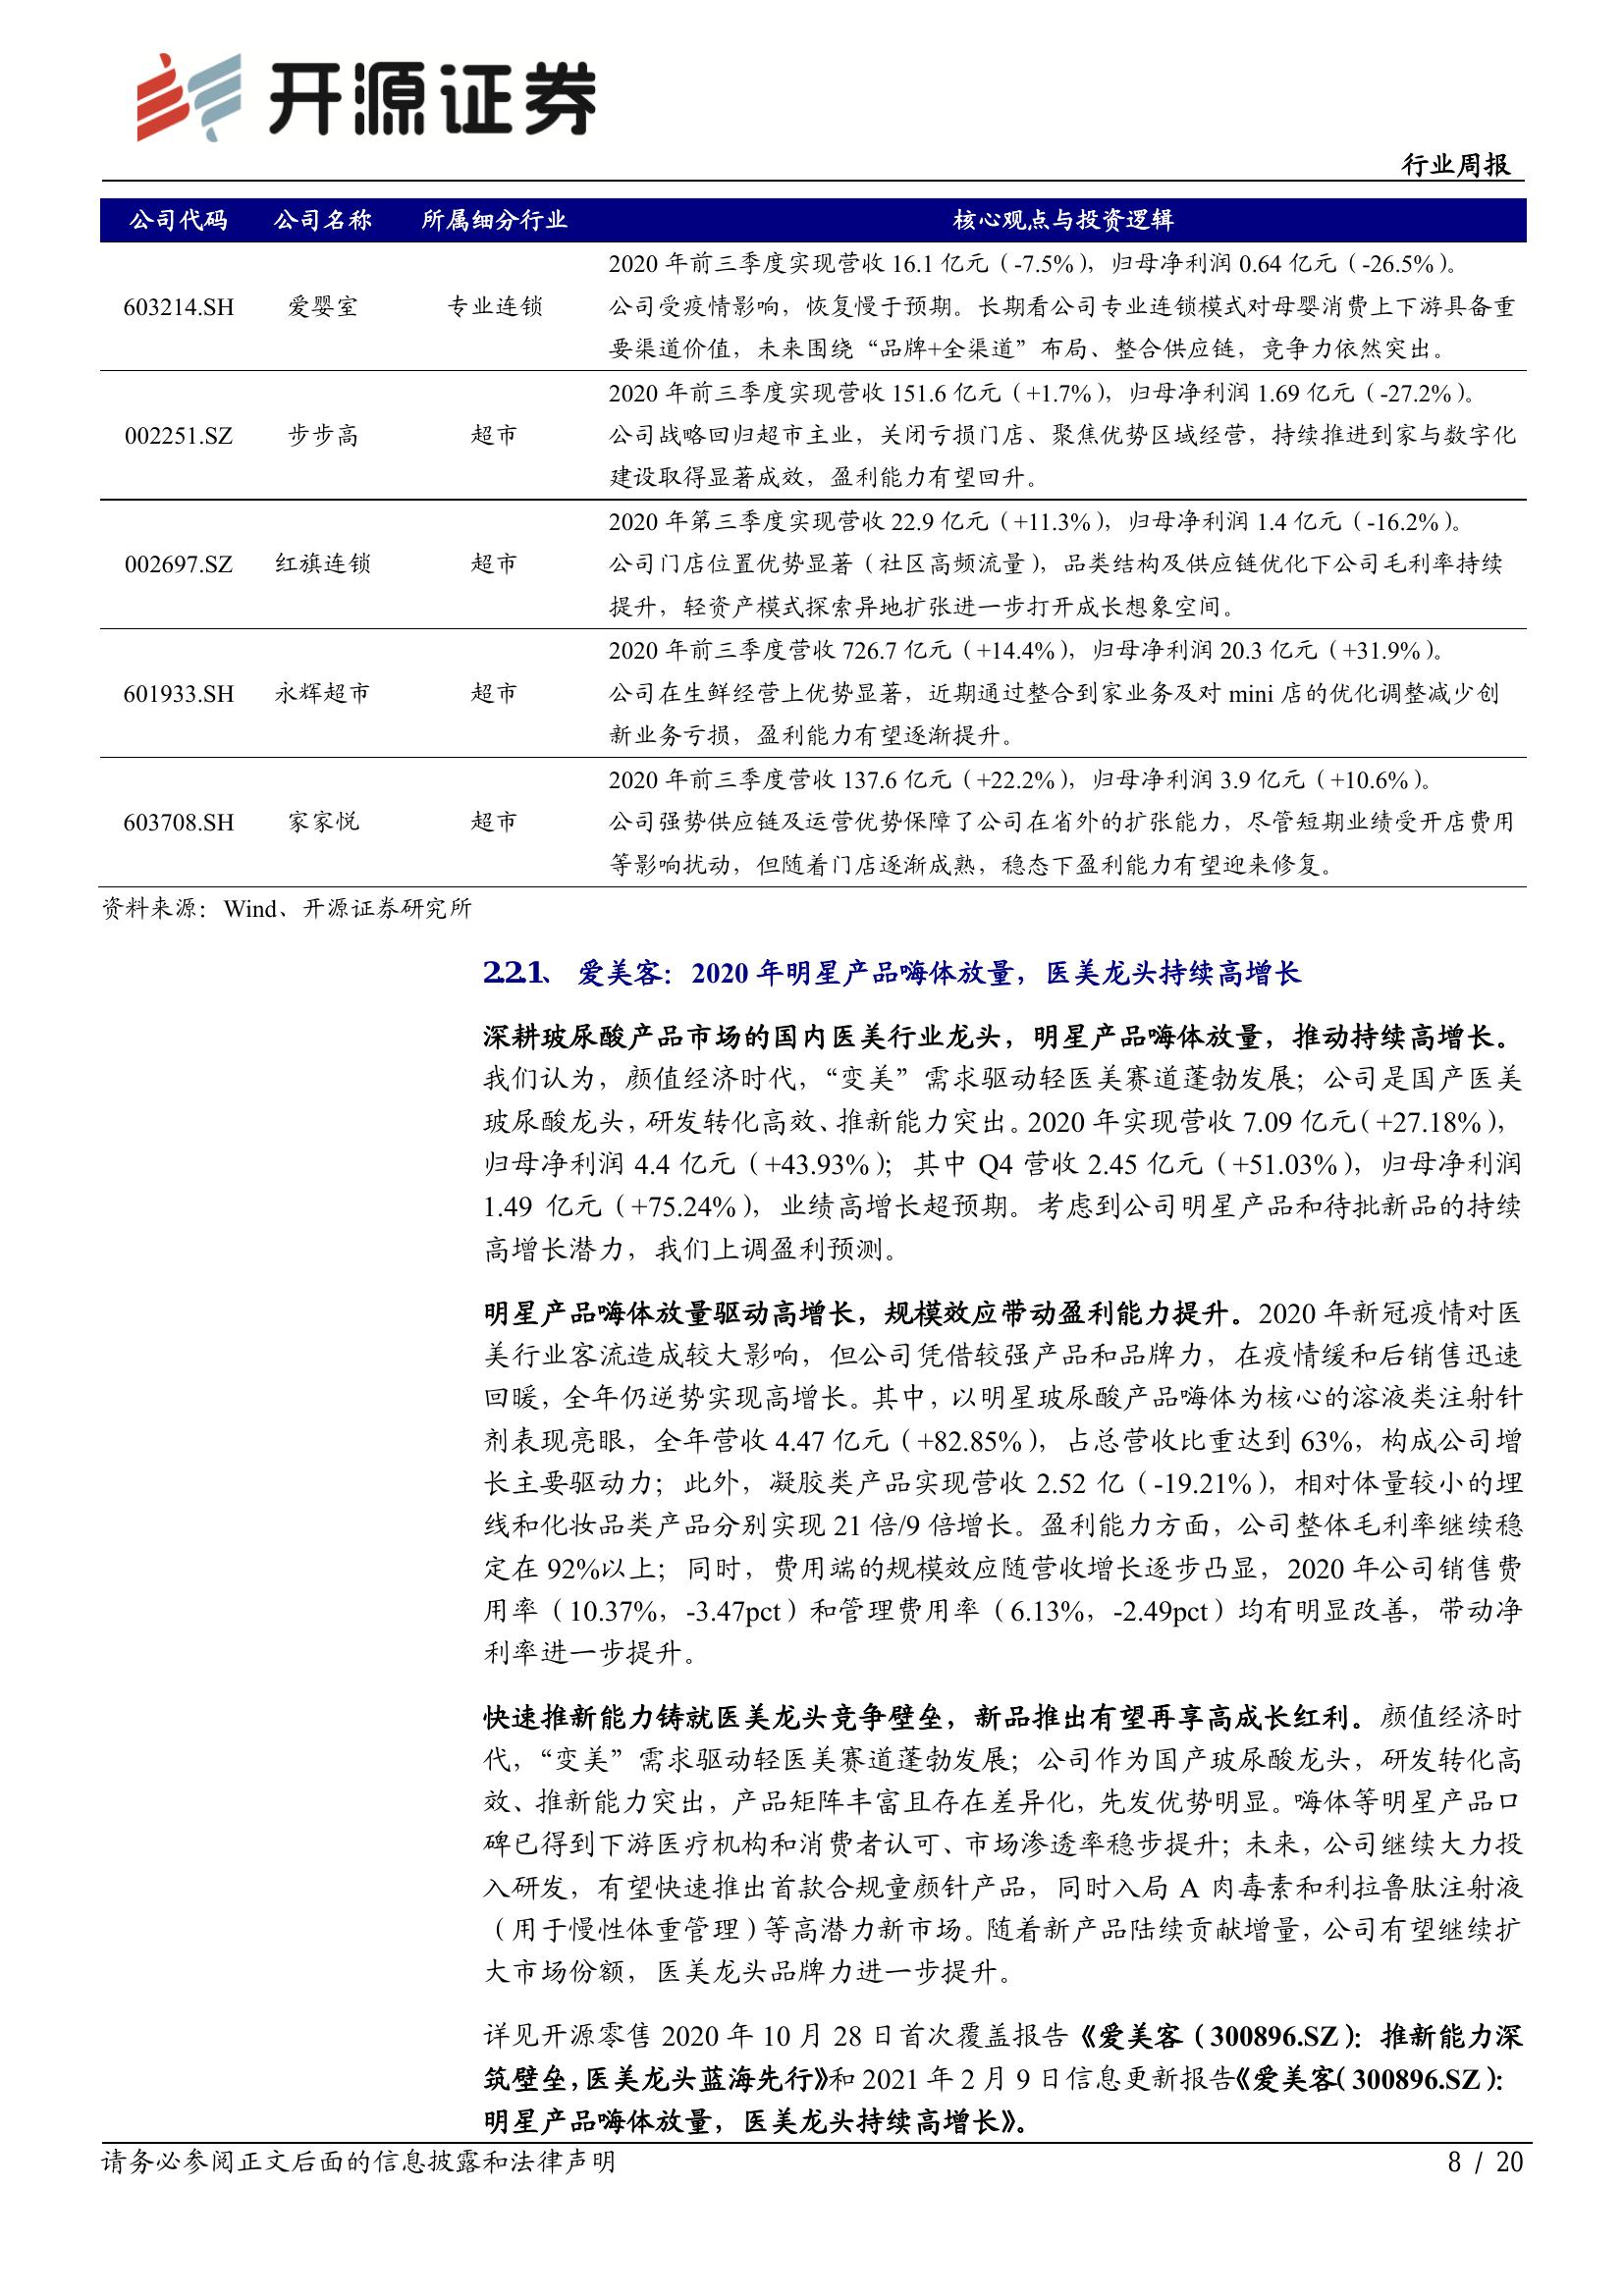 开源证券
行业周报
公司代码 公司名称 所属细分行业 核心观点与投资逻辑
2020 年前三季度实现营收 16.1 亿元（-7.5%），归母净利润 0.64 亿元（-26.5%）。
603214.SH 爱婴室 专业连锁 公司受疫情影响，恢复慢于预期。长期看公司专业连锁模式对母婴消费上下游具备重
要渠道价值，未来围绕“品牌+全渠道”布局、整合供应链，竞争力依然突出。
2020 年前三季度实现营收 151.6 亿元（+1.7%），归母净利润 1.69 亿元（-27.2%）。
002251.SZ 步步高 超市 公司战略回归超市主业，关闭亏损门店、聚焦优势区域经营，持续推进到家与数字化
建设取得显著成效，盈利能力有望回升。
2020 年第三季度实现营收 22.9 亿元（+11.3%），归母净利润 1.4 亿元（-16.2%）。
002697.SZ 红旗连锁 超市 公司门店位置优势显著（社区高频流量），品类结构及供应链优化下公司毛利率持续
提升，轻资产模式探索异地扩张进一步打开成长想象空间。
2020 年前三季度营收 726.7 亿元（+14.4%），归母净利润 20.3 亿元（+31.9%）。
601933.SH 永辉超市 超市 公司在生鲜经营上优势显著，近期通过整合到家业务及对 mini 店的优化调整减少创
新业务亏损，盈利能力有望逐渐提升。
2020 年前三季度营收 137.6 亿元（+22.2%），归母净利润 3.9 亿元（+10.6%）。
603708.SH 家家悦 超市 公司强势供应链及运营优势保障了公司在省外的扩张能力，尽管短期业绩受开店费用
等影响扰动，但随着门店逐渐成熟，稳态下盈利能力有望迎来修复。
资料来源：Wind、开源证券研究所
2.2.1、 爱美客：2020 年明星产品嗨体放量，医美龙头持续高增长
深耕玻尿酸产品市场的国内医美行业龙头，明星产品嗨体放量，推动持续高增长。
我们认为，颜值经济时代，“变美”需求驱动轻医美赛道蓬勃发展；公司是国产医美
玻尿酸龙头，研发转化高效、推新能力突出。2020 年实现营收 7.09 亿元（+27.18%），
归母净利润 4.4 亿元（+43.93%）；其中 Q4 营收 2.45 亿元（+51.03%），归母净利润
1.49 亿元（+75.24%），业绩高增长超预期。考虑到公司明星产品和待批新品的持续
高增长潜力，我们上调盈利预测。
明星产品嗨体放量驱动高增长，规模效应带动盈利能力提升。2020 年新冠疫情对医
美行业客流造成较大影响，但公司凭借较强产品和品牌力，在疫情缓和后销售迅速
回暖，全年仍逆势实现高增长。其中，以明星玻尿酸产品嗨体为核心的溶液类注射针
剂表现亮眼，全年营收 4.47 亿元（+82.85%），占总营收比重达到 63%，构成公司增
长主要驱动力；此外，凝胶类产品实现营收 2.52 亿（-19.21%），相对体量较小的埋
线和化妆品类产品分别实现 21 倍/9 倍增长。盈利能力方面，公司整体毛利率继续稳
定在 92%以上；同时，费用端的规模效应随营收增长逐步凸显，2020 年公司销售费
用率（10.37%，-3.47pct）和管理费用率（6.13%，-2.49pct）均有明显改善，带动净
利率进一步提升。
快速推新能力铸就医美龙头竞争壁垒，新品推出有望再享高成长红利。颜值经济时
代，“变美”需求驱动轻医美赛道蓬勃发展；公司作为国产玻尿酸龙头，研发转化高
效、推新能力突出，产品矩阵丰富且存在差异化，先发优势明显。嗨体等明星产品口
碑已得到下游医疗机构和消费者认可、市场渗透率稳步提升；未来，公司继续大力投
入研发，有望快速推出首款合规童颜针产品，同时入局 A 肉毒素和利拉鲁肽注射液
（用于慢性体重管理）等高潜力新市场。随着新产品陆续贡献增量，公司有望继续扩
大市场份额，医美龙头品牌力进一步提升。
详见开源零售 2020 年 10 月 28 日首次覆盖报告《爱美客（300896.SZ）：推新能力深
筑壁垒，医美龙头蓝海先行》和 2021 年 2 月 9 日信息更新报告《爱美客（300896.SZ）：
明星产品嗨体放量，医美龙头持续高增长》。
请务必参阅正文后面的信息披露和法律声明 8 / 20